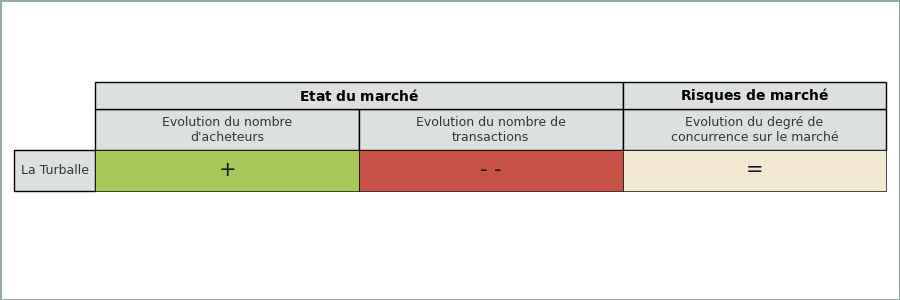 Etat du marché
Risques de marché
Evolution du nombre
d'acheteurs
Evolution du nombre de
transactions
Evolution du degré de
concurrence sur le marché
La Turballe
+
- -
=